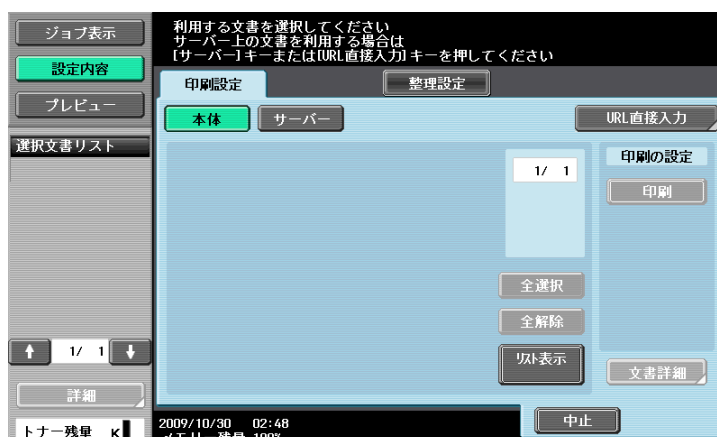 ジョブ表示
設定内容
プレビュー
選択文書リスト
1/ 1
詳細
トナー残量 K
利用する文書を選択してください
サーバー上の文書を利用する場合は
[サーバー]キーまたは[URL直接入力]キーを押してください
印刷設定
整理設定
本体
サーバー
URL直接入力
1/ 1
全選択
全解除
リスト表示
印刷の設定
印刷
文書詳細
2009/10/30 02:48
メモリー残量 100%
中止